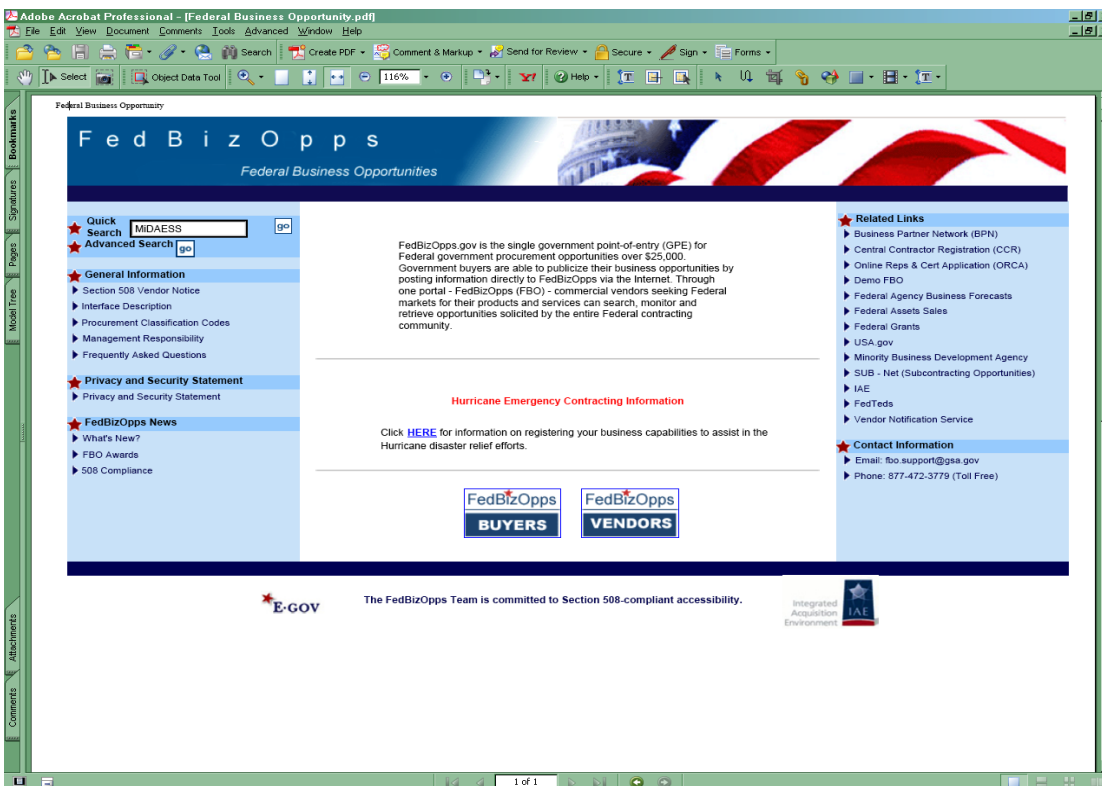 Adobe Acrobat Professional - [Federal Business Opportunity.pdf]
File Edit View Document Comments Tools Advanced Window Help
Search Create PDF Comment & Markup Send for Review Secure Sign Forms
Select Object Data Tool 116% Y! Help
Bookmarks
Signatures
Pages
Model Tree
Attachments
Comments
Federal Business Opportunity
FedBizOpps
Federal Business Opportunities
Quick Search MiDAESS go
Advanced Search go
General Information
Section 508 Vendor Notice
Interface Description
Procurement Classification Codes
Management Responsibility
Frequently Asked Questions
Privacy and Security Statement
Privacy and Security Statement
FedBizOpps News
What's New?
FBO Awards
508 Compliance
FedBizOpps.gov is the single government point-of-entry (GPE) for
Federal government procurement opportunities over $25,000.
Government buyers are able to publicize their business opportunities by
posting information directly to FedBizOpps via the Internet. Through
one portal - FedBizOpps (FBO) - commercial vendors seeking Federal
markets for their products and services can search, monitor and
retrieve opportunities solicited by the entire Federal contracting
community.
Hurricane Emergency Contracting Information
Click HERE for information on registering your business capabilities to assist in the
Hurricane disaster relief efforts.
FedBizOpps
BUYERS
FedBizOpps
VENDORS
Related Links
Business Partner Network (BPN)
Central Contractor Registration (CCR)
Online Reps & Cert Application (ORCA)
Demo FBO
Federal Agency Business Forecasts
Federal Assets Sales
Federal Grants
USA.gov
Minority Business Development Agency
SUB - Net (Subcontracting Opportunities)
IAE
FedTeds
Vendor Notification Service
Contact Information
Email: fbo.support@gsa.gov
Phone: 877-472-3779 (Toll Free)
E-GOV
The FedBizOpps Team is committed to Section 508-compliant accessibility.
Integrated
Acquisition
Environment
IAE
1 of 1